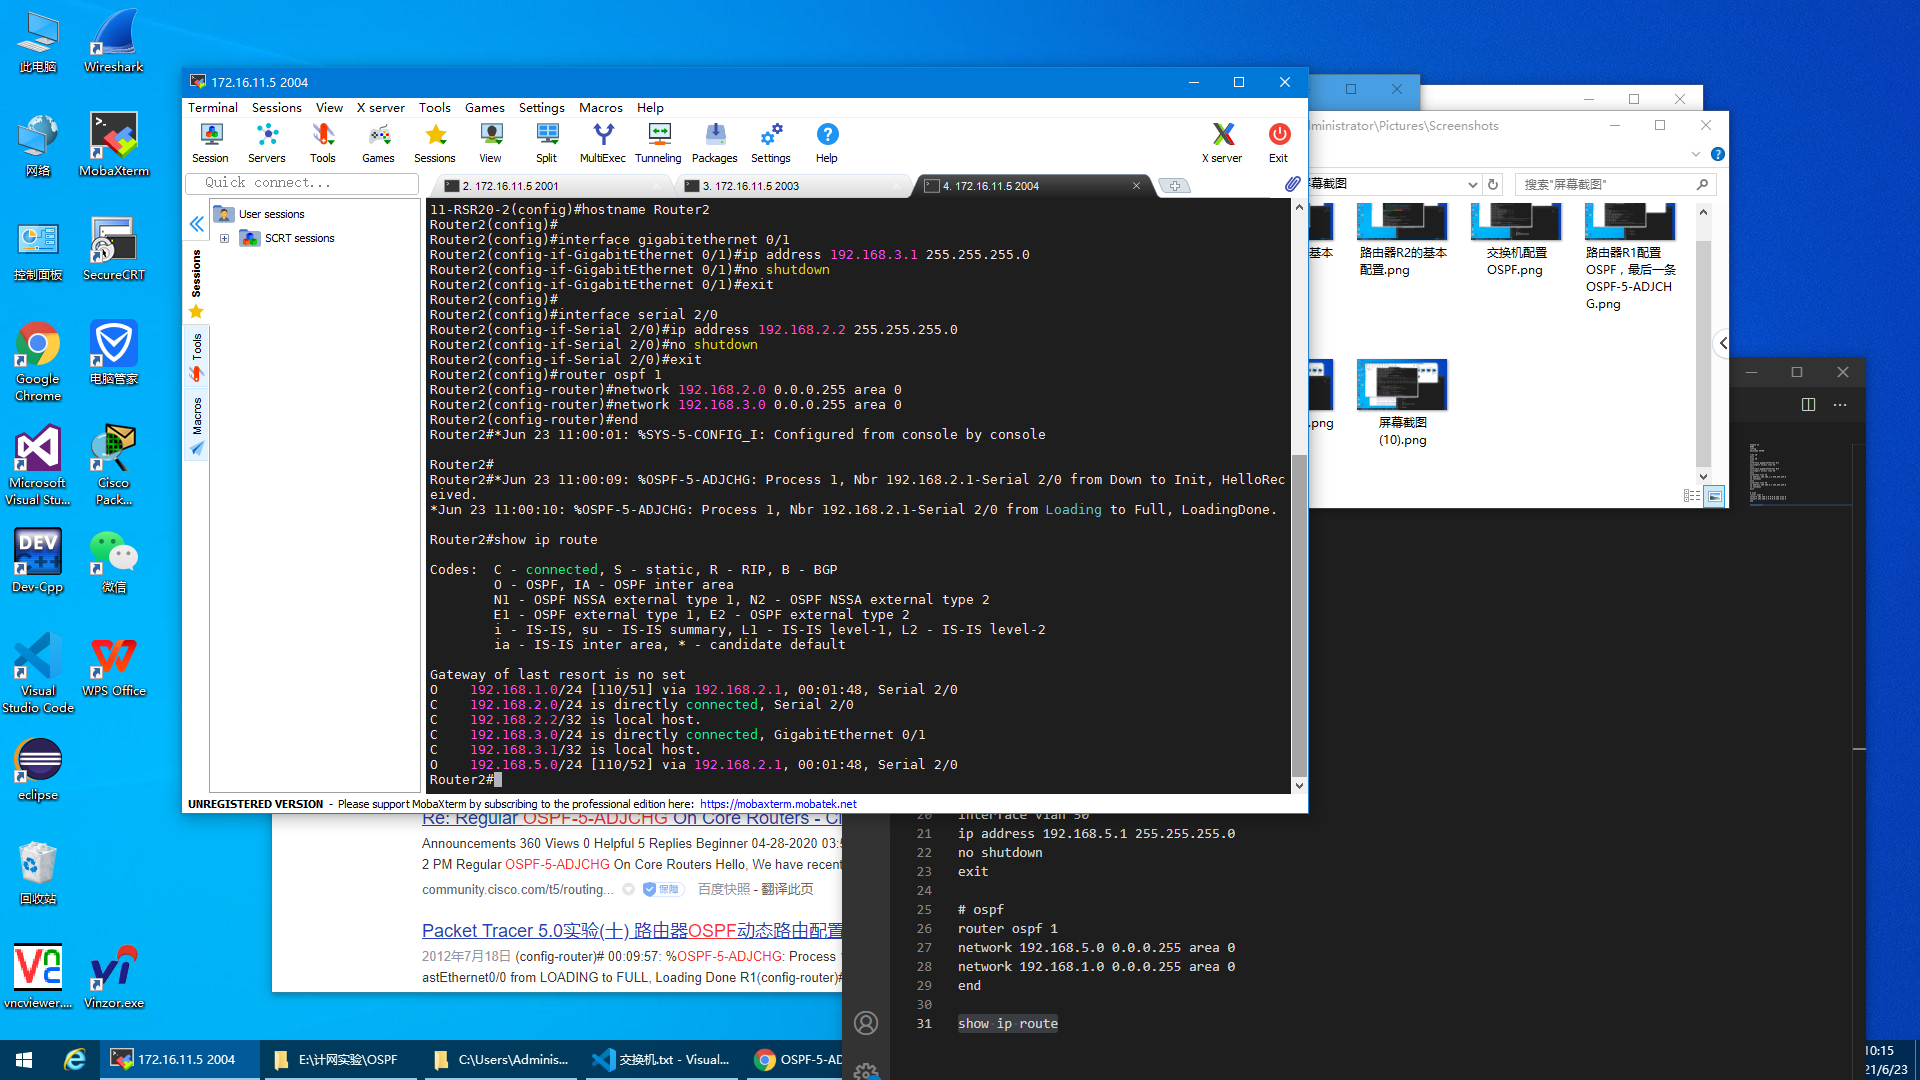 此电脑
Wireshark
网络
MobaXterm
控制面板
SecureCRT
Google
Chrome
电脑管家
Microsoft
Visual Stu...
Cisco
Pack...
Dev-Cpp
微信
Visual
Studio Code
WPS Office
eclipse
回收站
vncviewer....
Vinzor.exe
172.16.11.5 2004
Terminal Sessions View X server Tools Games Settings Macros Help
Session Servers Tools Games Sessions View Split MultiExec Tunneling Packages Settings Help X server Exit
Quick connect...
2. 172.16.11.5 2001
3. 172.16.11.5 2003
4. 172.16.11.5 2004
User sessions
SCRT sessions
Sessions
Tools
Macros
11-RSR20-2(config)#hostname Router2
Router2(config)#
Router2(config)#interface gigabitethernet 0/1
Router2(config-if-GigabitEthernet 0/1)#ip address 192.168.3.1 255.255.255.0
Router2(config-if-GigabitEthernet 0/1)#no shutdown
Router2(config-if-GigabitEthernet 0/1)#exit
Router2(config)#
Router2(config)#interface serial 2/0
Router2(config-if-Serial 2/0)#ip address 192.168.2.2 255.255.255.0
Router2(config-if-Serial 2/0)#no shutdown
Router2(config-if-Serial 2/0)#exit
Router2(config)#router ospf 1
Router2(config-router)#network 192.168.2.0 0.0.0.255 area 0
Router2(config-router)#network 192.168.3.0 0.0.0.255 area 0
Router2(config-router)#end
Router2#*Jun 23 11:00:01: %SYS-5-CONFIG_I: Configured from console by console
Router2#
Router2#*Jun 23 11:00:09: %OSPF-5-ADJCHG: Process 1, Nbr 192.168.2.1-Serial 2/0 from Down to Init, HelloRec
eived.
*Jun 23 11:00:10: %OSPF-5-ADJCHG: Process 1, Nbr 192.168.2.1-Serial 2/0 from Loading to Full, LoadingDone.
Router2#show ip route
Codes:  C - connected, S - static, R - RIP, B - BGP
O - OSPF, IA - OSPF inter area
N1 - OSPF NSSA external type 1, N2 - OSPF NSSA external type 2
E1 - OSPF external type 1, E2 - OSPF external type 2
i - IS-IS, su - IS-IS summary, L1 - IS-IS level-1, L2 - IS-IS level-2
ia - IS-IS inter area, * - candidate default
Gateway of last resort is no set
O    192.168.1.0/24 [110/51] via 192.168.2.1, 00:01:48, Serial 2/0
C    192.168.2.0/24 is directly connected, Serial 2/0
C    192.168.2.2/32 is local host.
C    192.168.3.0/24 is directly connected, GigabitEthernet 0/1
C    192.168.3.1/32 is local host.
O    192.168.5.0/24 [110/52] via 192.168.2.1, 00:01:48, Serial 2/0
Router2#
UNREGISTERED VERSION - Please support MobaXterm by subscribing to the professional edition here: https://mobaxterm.mobatek.net
ministrator\Pictures\Screenshots
屏幕截图
搜索"屏幕截图"
基本
路由器R2的基本
配置.png
交换机配置
OSPF.png
路由器R1配置
OSPF，最后一条
OSPF-5-ADJCH
G.png
.png
屏幕截图
(10).png
Re: Regular OSPF-5-ADJCHG On Core Routers - Ci
Announcements 360 Views 0 Helpful 5 Replies Beginner 04-28-2020 03:5
2 PM Regular OSPF-5-ADJCHG On Core Routers Hello, We have recent
community.cisco.com/t5/routing... 保障 百度快照 - 翻译此页
Packet Tracer 5.0实验(十) 路由器OSPF动态路由配置
2012年7月18日 (config-router)# 00:09:57: %OSPF-5-ADJCHG: Process
astEthernet0/0 from LOADING to FULL, Loading Done R1(config-router)#
20 interface vlan 50
21 ip address 192.168.5.1 255.255.255.0
22 no shutdown
23 exit
24
25 # ospf
26 router ospf 1
27 network 192.168.5.0 0.0.0.255 area 0
28 network 192.168.1.0 0.0.0.255 area 0
29 end
30
31 show ip route
172.16.11.5 2004
E:\计网实验\OSPF
C:\Users\Adminis...
交换机.txt - Visual...
OSPF-5-AD
10:15
21/6/23